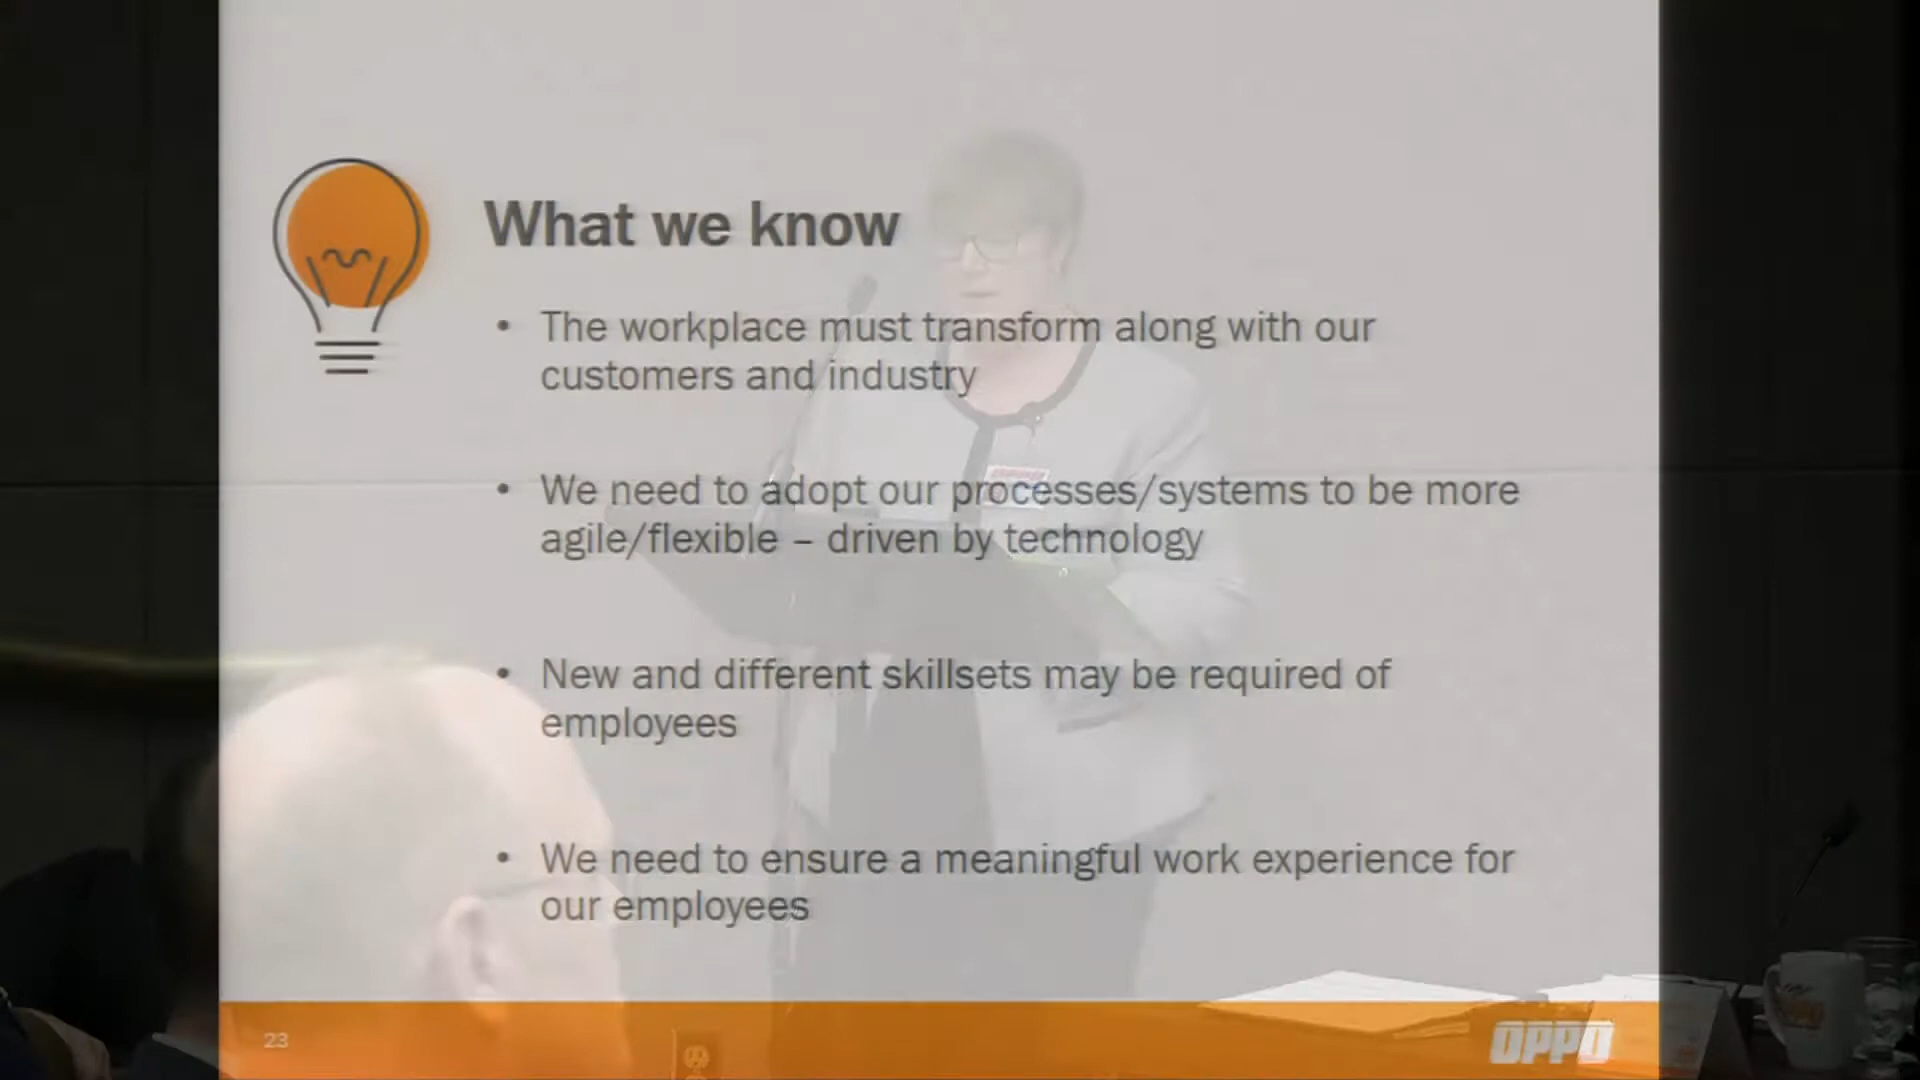 What we know
• The workplace must transform along with our
customers and industry
• We need to adopt our processes/systems to be more
agile/flexible – driven by technology
• New and different skillsets may be required of
employees
• We need to ensure a meaningful work experience for
our employees
23
OPPD